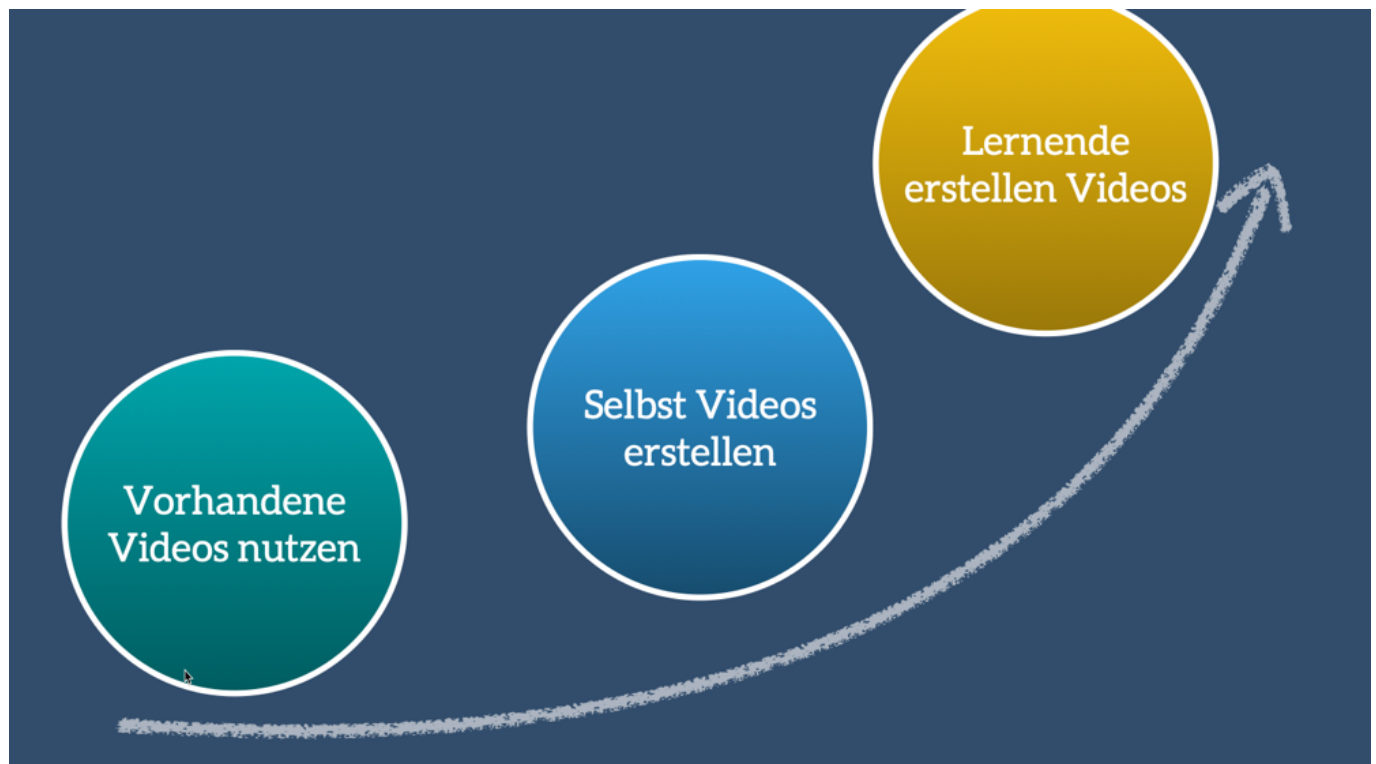 Lernende
erstellen Videos
Selbst Videos
erstellen
Vorhandene
Videos nutzen